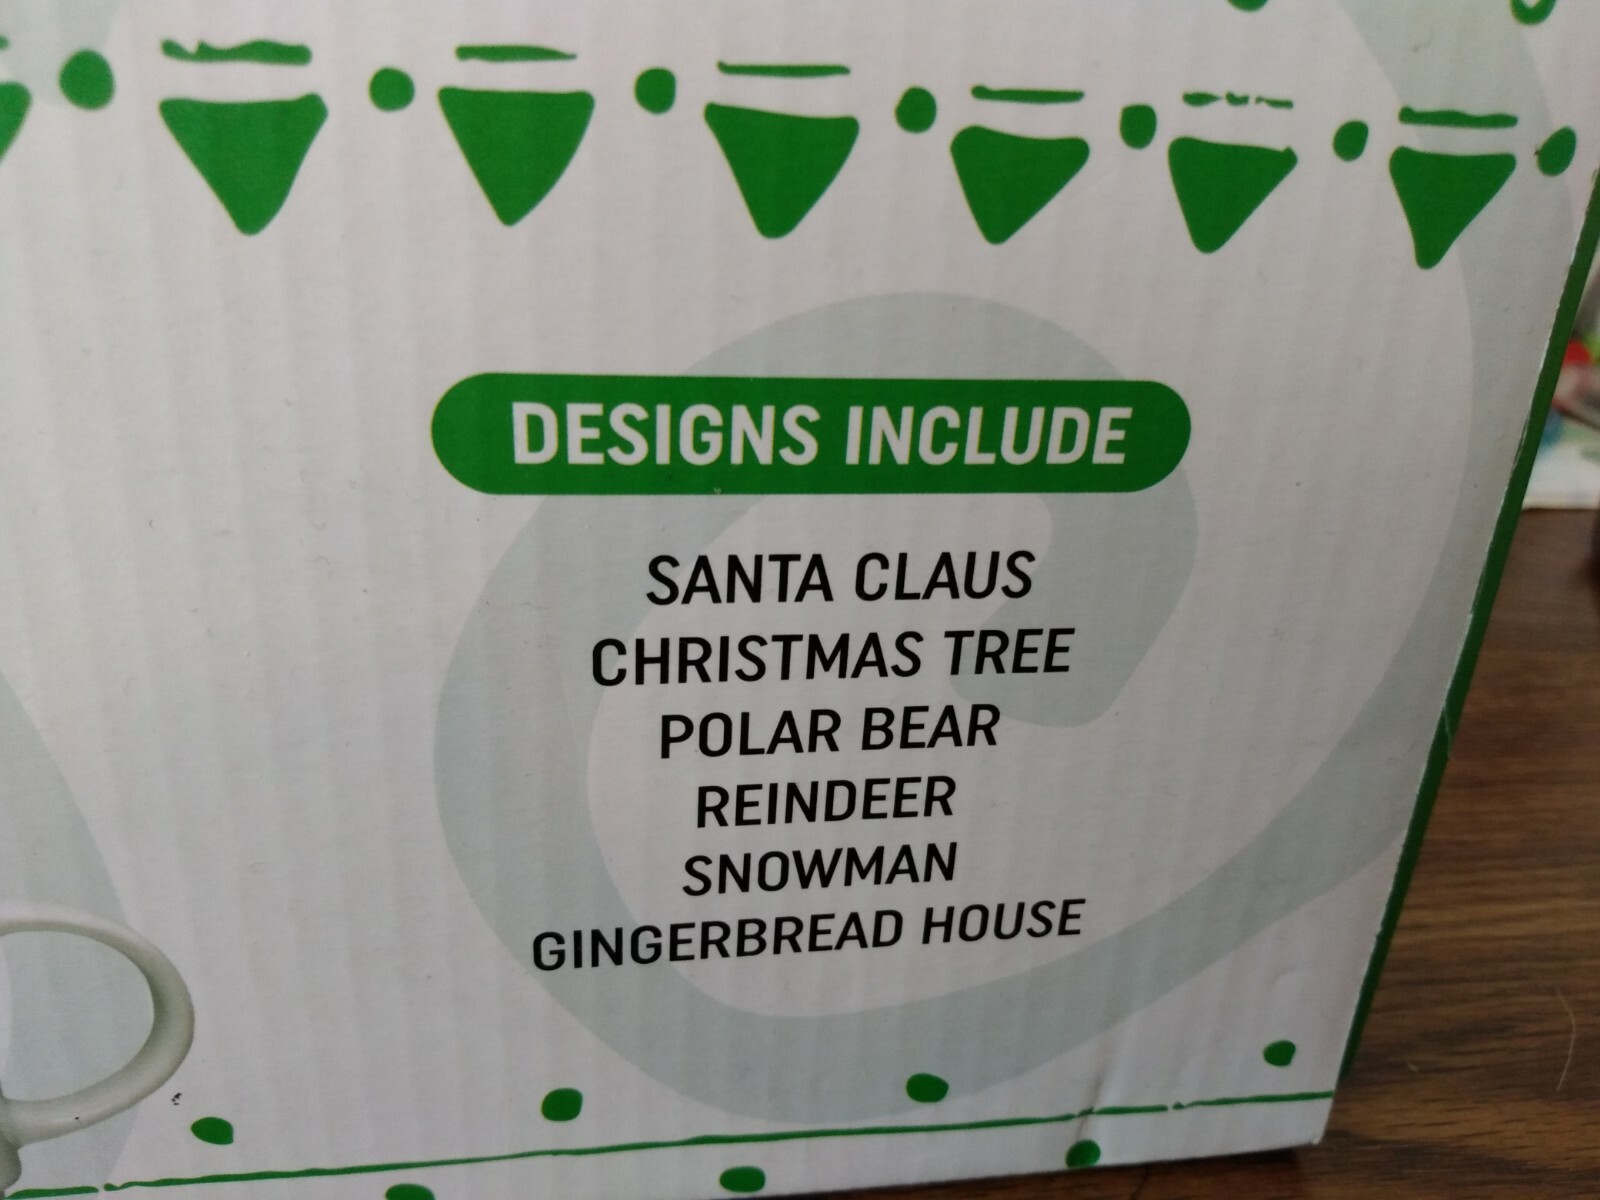 DESIGNS INCLUDE
SANTA CLAUS
CHRISTMAS TREE
POLAR BEAR
REINDEER
SNOWMAN
GINGERBREAD HOUSE